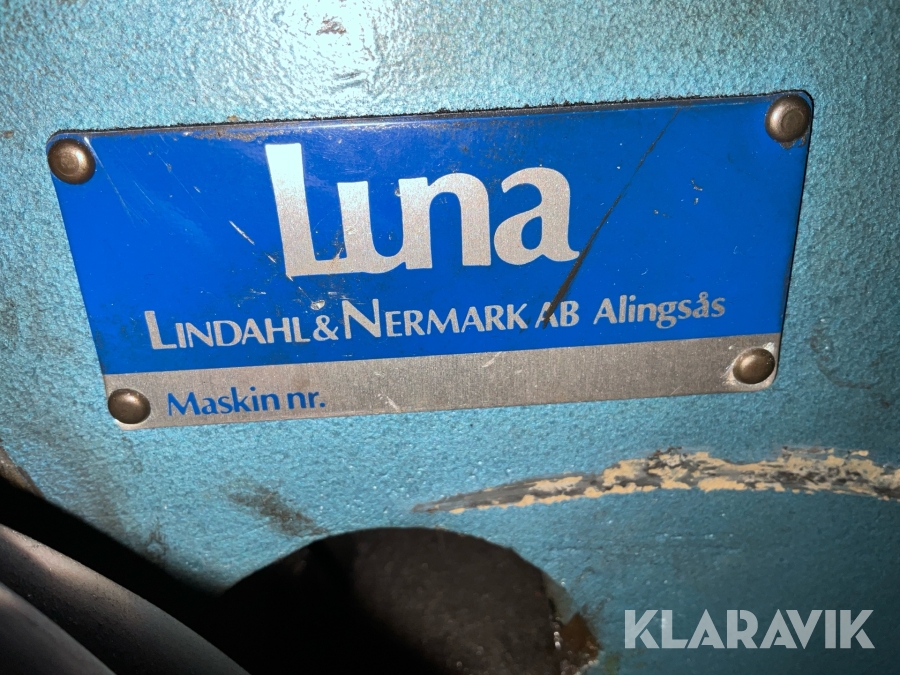 Luna
LINDAHL & NERMARK AB Alingsås
Maskin nr.
KLARAVIK